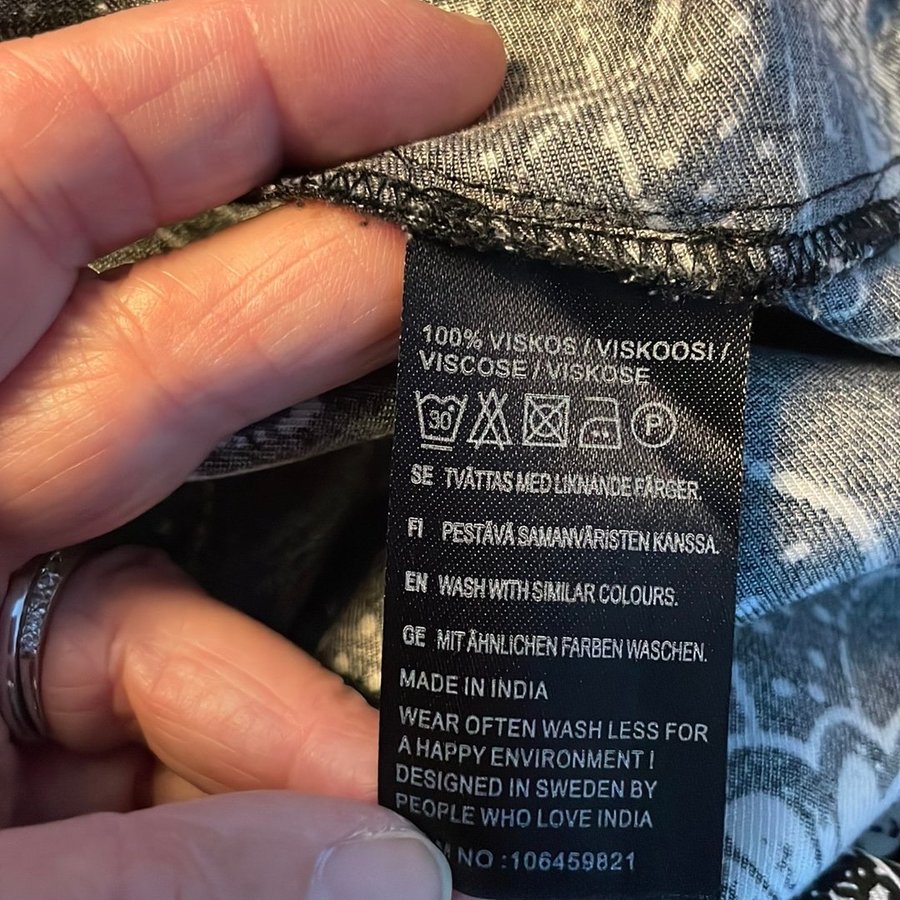 100% VISKOS / VISKOOSI /
VISCOSE / VISKOSE
30 P
SE TVÄTTAS MED LIKNANDE FÄRGER.
FI PESTÄVÄ SAMANVÄRISTEN KANSSA.
EN WASH WITH SIMILAR COLOURS.
GE MIT ÄHNLICHEN FARBEN WASCHEN.
MADE IN INDIA
WEAR OFTEN WASH LESS FOR
A HAPPY ENVIRONMENT !
DESIGNED IN SWEDEN BY
PEOPLE WHO LOVE INDIA
NO :106459821